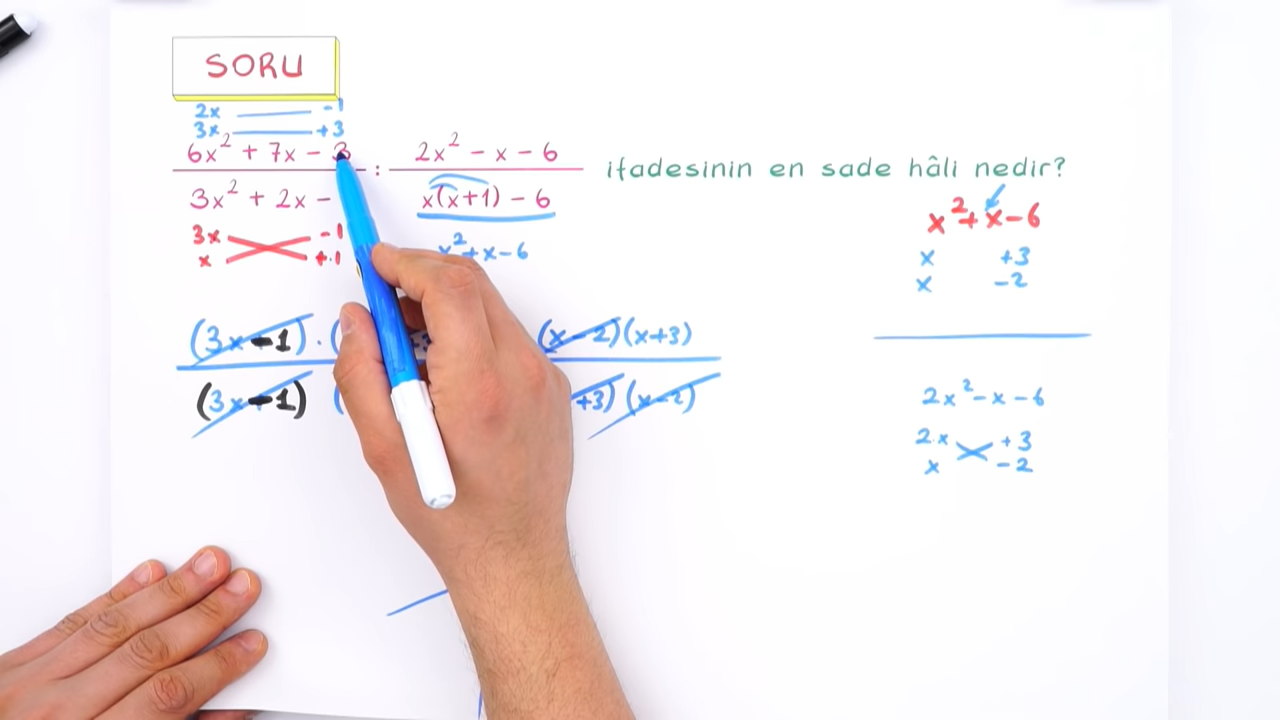 SORU
2x -1
3x +3
6x² + 7x - 3 : 2x² - x - 6 ifadesinin en sade hâli nedir?
3x² + 2x - x(x+1) - 6
x² + x - 6
3x -1
x +1
x² + x - 6
x +3
x -2
(3x-1) · ( (x-2)(x+3)
(3x-1) ( +3) (x-2)
2x² - x - 6
2x +3
x -2